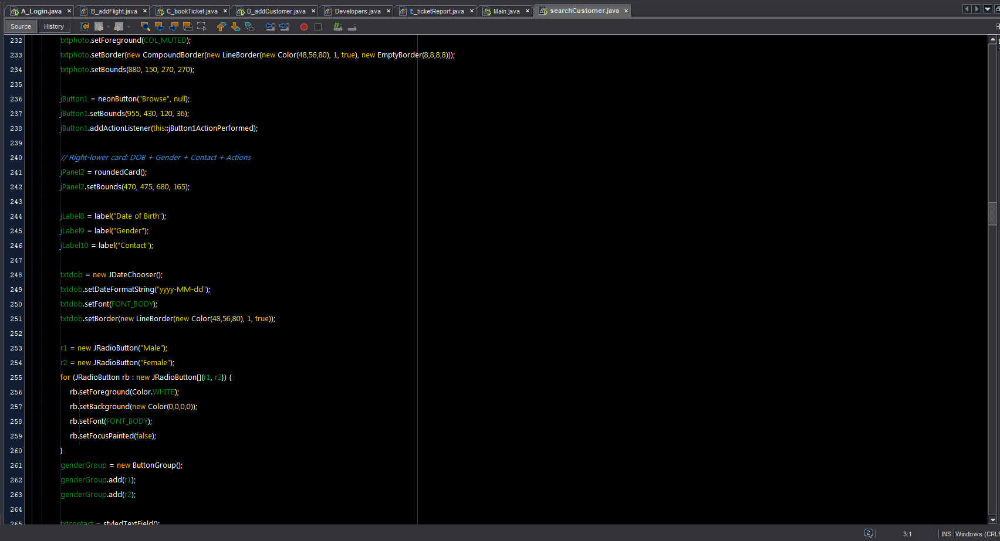 A_Login.java × B_addFlight.java × C_bookTicket.java × D_addCustomer.java × Developers.java × E_ticketReport.java × Main.java × searchCustomer.java ×
Source History
232 txtphoto.setForeground(COL_MUTED);
233 txtphoto.setBorder(new CompoundBorder(new LineBorder(new Color(48,56,80), 1, true), new EmptyBorder(8,8,8,8)));
234 txtphoto.setBounds(880, 150, 270, 270);
235
236 jButton1 = neonButton("Browse", null);
237 jButton1.setBounds(955, 430, 120, 36);
238 jButton1.addActionListener(this::jButton1ActionPerformed);
239
240 // Right-lower card: DOB + Gender + Contact + Actions
241 jPanel2 = roundedCard();
242 jPanel2.setBounds(470, 475, 680, 165);
243
244 jLabel8 = label("Date of Birth");
245 jLabel9 = label("Gender");
246 jLabel10 = label("Contact");
247
248 txtdob = new JDateChooser();
249 txtdob.setDateFormatString("yyyy-MM-dd");
250 txtdob.setFont(FONT_BODY);
251 txtdob.setBorder(new LineBorder(new Color(48,56,80), 1, true));
252
253 r1 = new JRadioButton("Male");
254 r2 = new JRadioButton("Female");
255 for (JRadioButton rb : new JRadioButton[]{r1, r2}) {
256 rb.setForeground(Color.WHITE);
257 rb.setBackground(new Color(0,0,0,0));
258 rb.setFont(FONT_BODY);
259 rb.setFocusPainted(false);
260 }
261 genderGroup = new ButtonGroup();
262 genderGroup.add(r1);
263 genderGroup.add(r2);
264
265 txtcontact = styledTextField();
2 3:1 INS Windows (CRLF